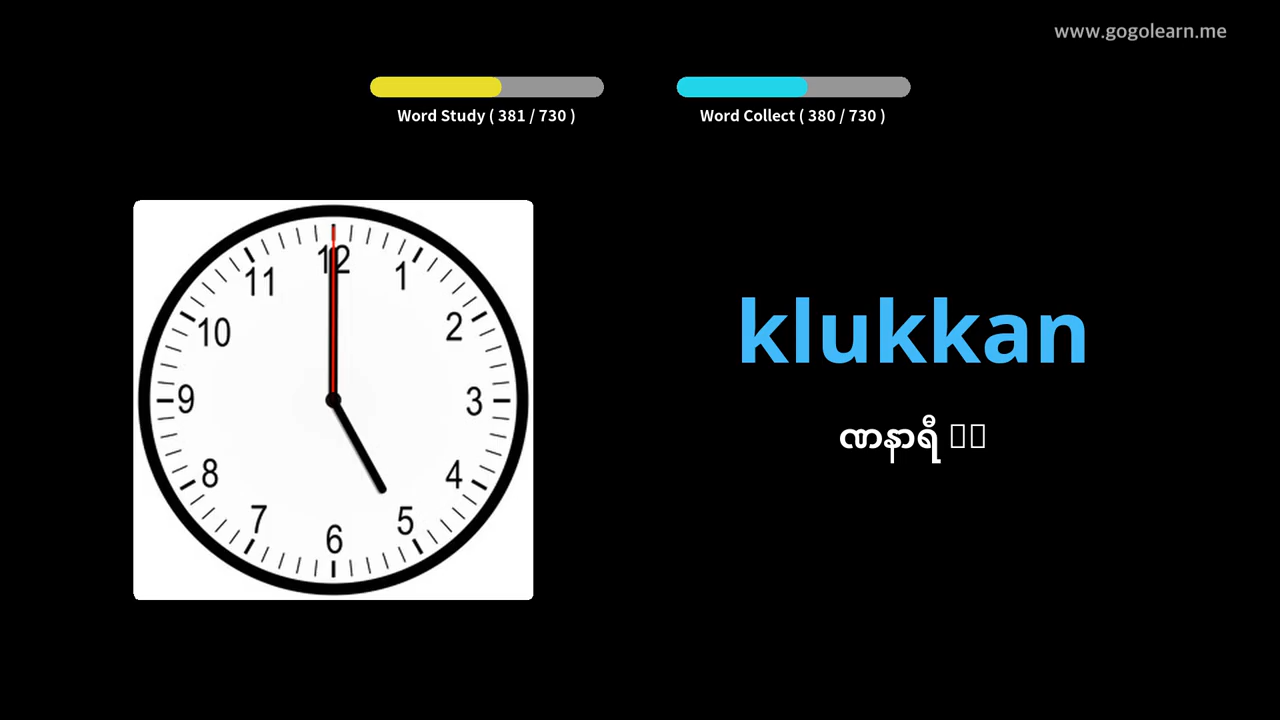 www.gogolearn.me
Word Study ( 381 / 730 )
Word Collect ( 380 / 730 )
12
11
1
10
2
9
3
8
4
7
5
6
klukkan
ဏနာရီ